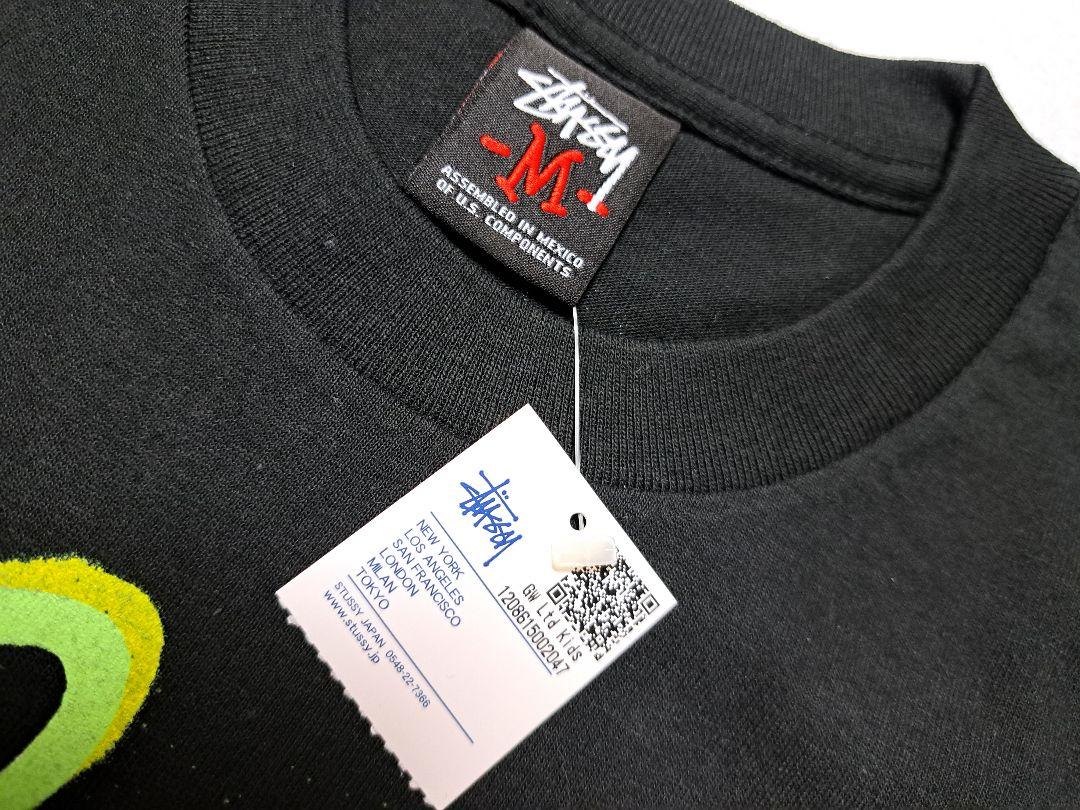 STÜSSY
-M-
ASSEMBLED IN MEXICO
OF U.S. COMPONENTS
STÜSSY
NEW YORK
LOS ANGELES
SAN FRANCISCO
LONDON
MILAN
TOKYO
STUSSY JAPAN 0548-22-7366
www.stussy.jp
GW Ltd Kids
1208615002047